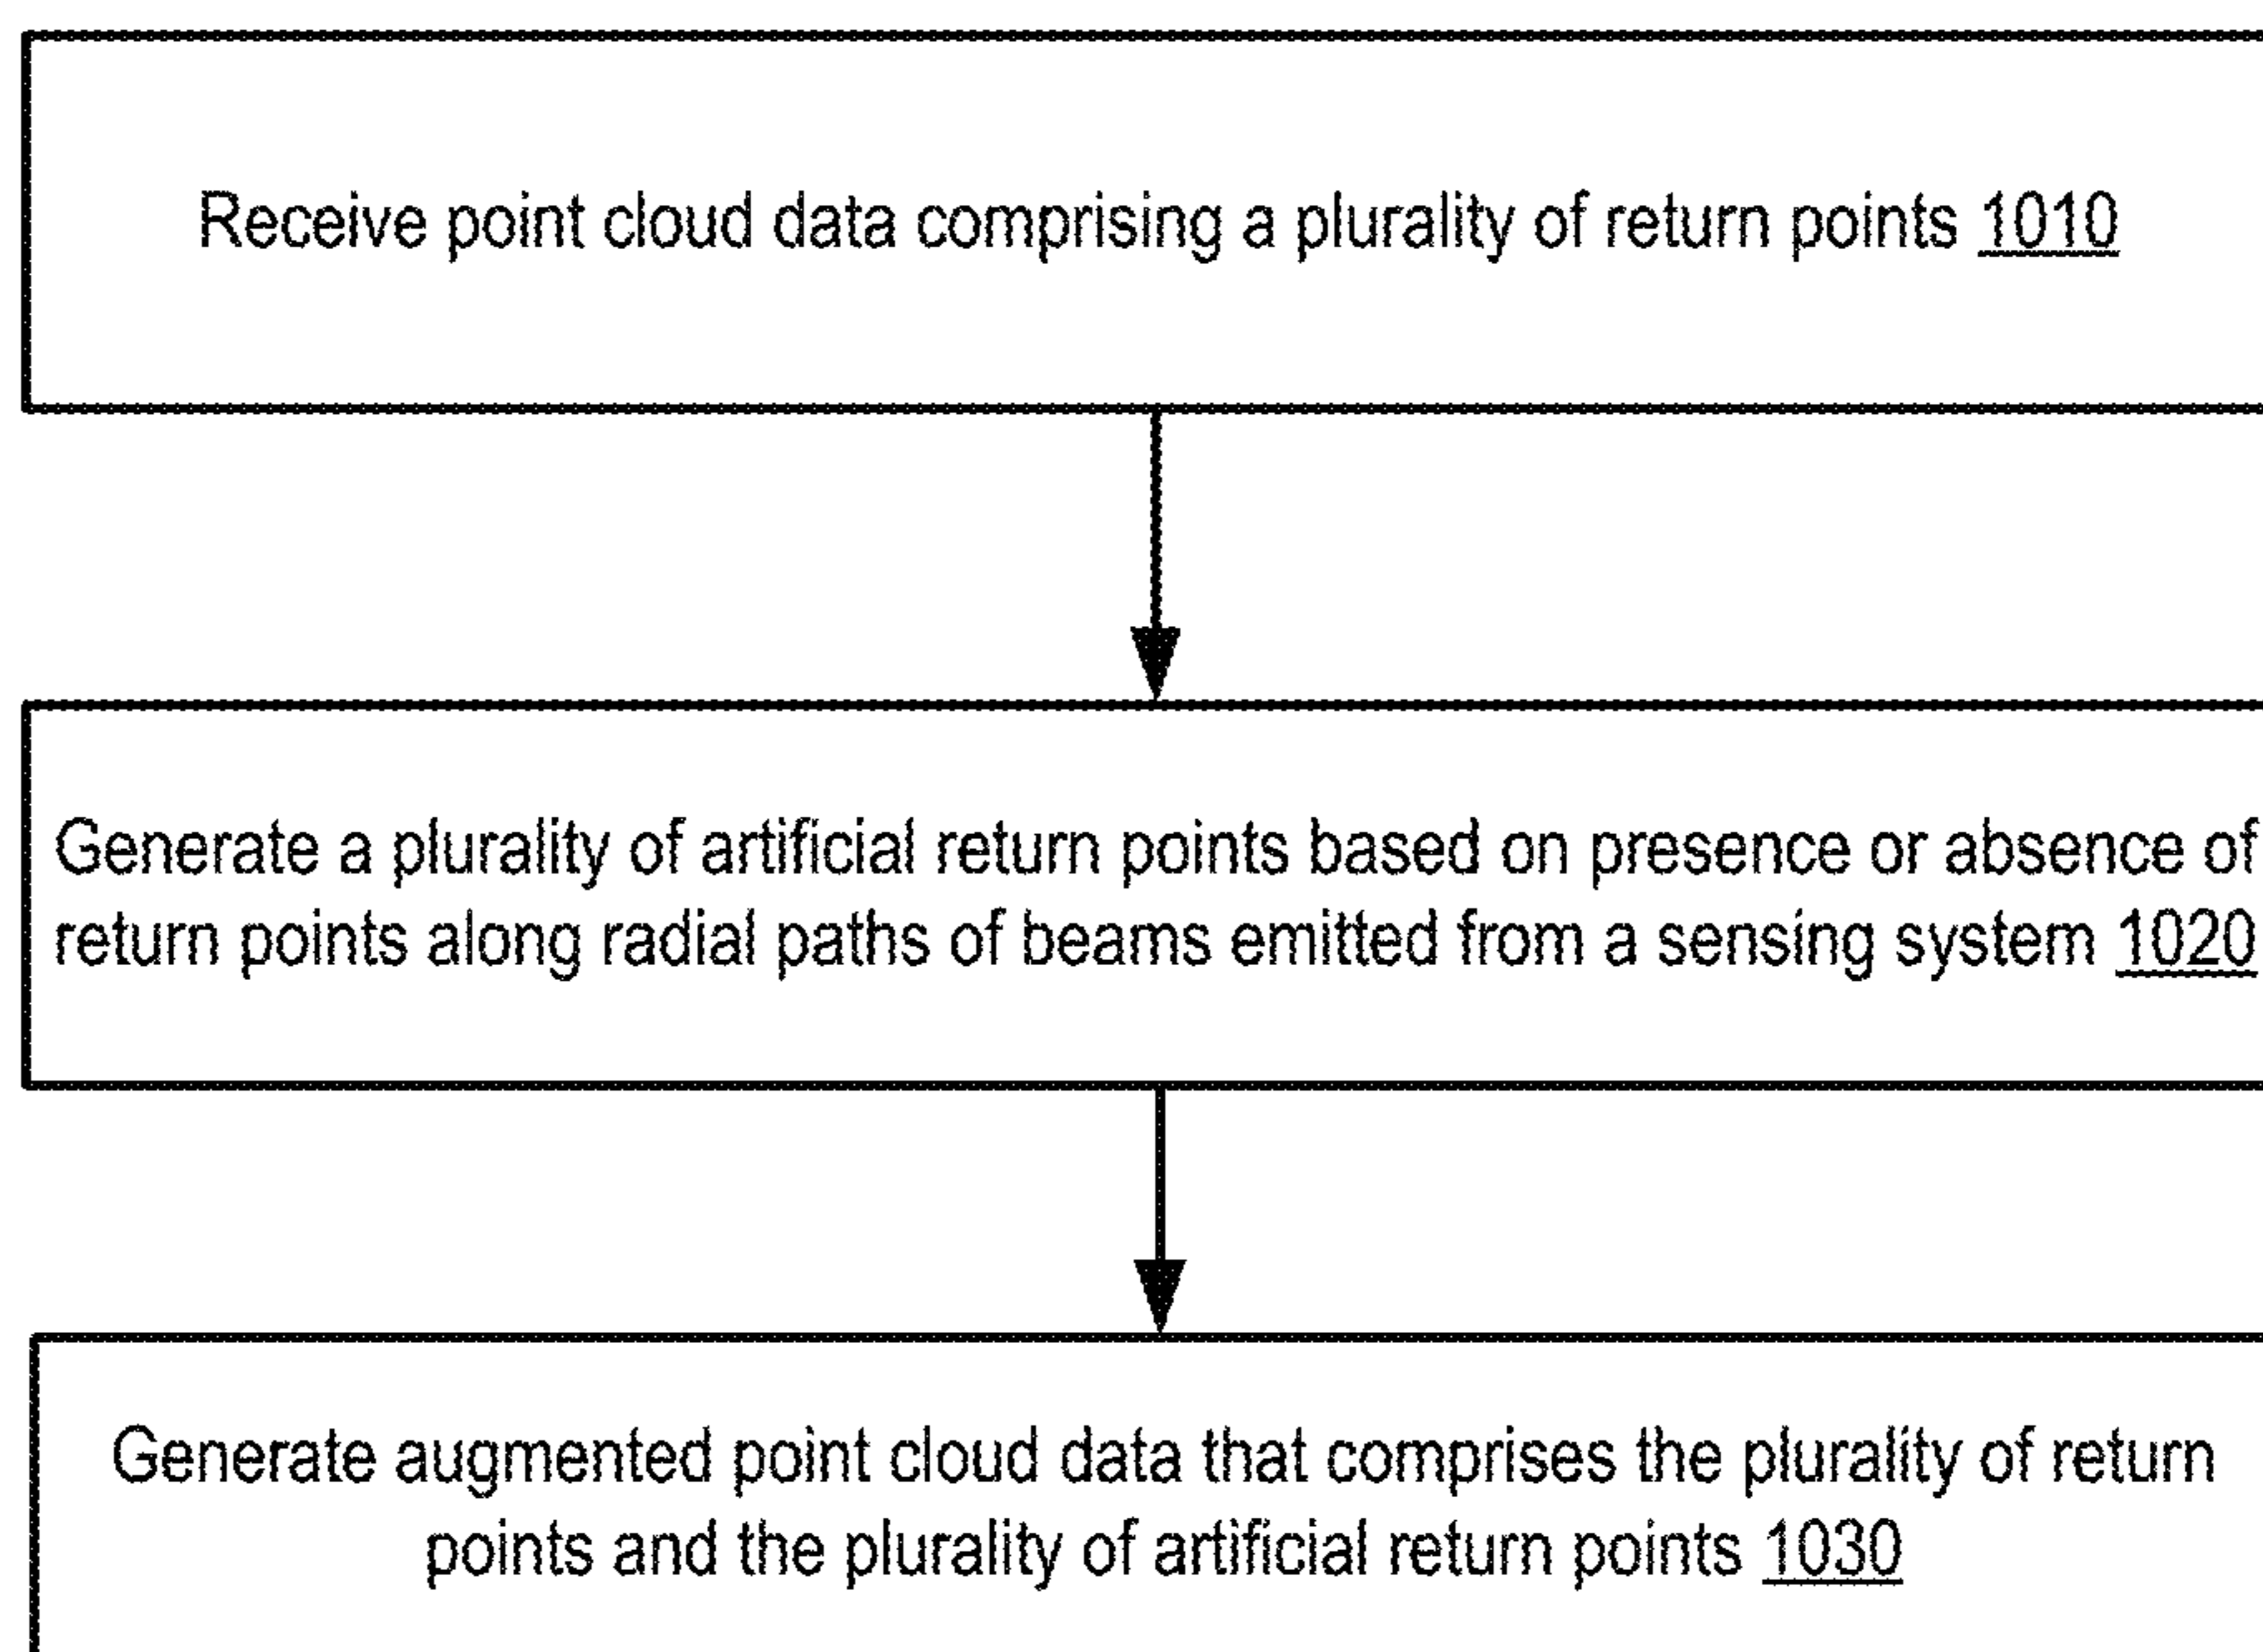 Receive point cloud data comprising a plurality of return points 1010
Generate a plurality of artificial return points based on presence or absence of
return points along radial paths of beams emitted from a sensing system 1020
Generate augmented point cloud data that comprises the plurality of return
points and the plurality of artificial return points 1030